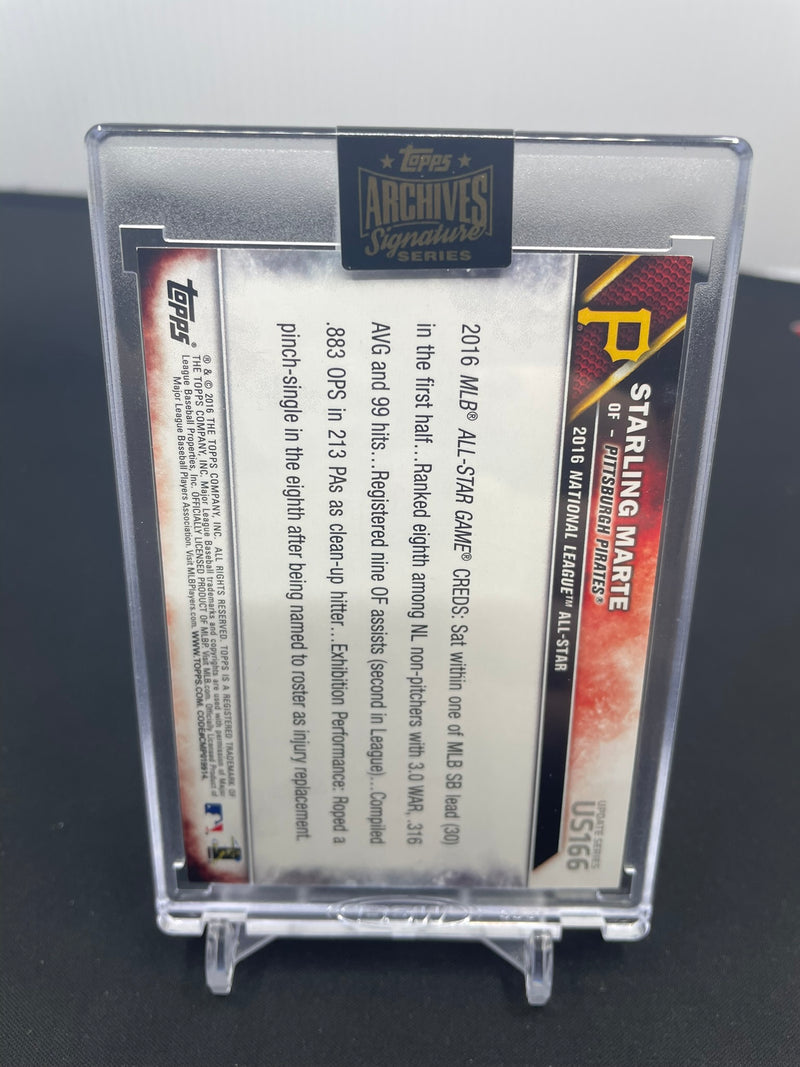 Topps
ARCHIVES
Signature
SERIES
P
STARLING MARTE
OF – PITTSBURGH PIRATES®
2016 NATIONAL LEAGUE™ ALL-STAR
UPDATE SERIES
US166
2016 MLB® ALL-STAR GAME® CREDS: Sat within one of MLB SB lead (30)
in the first half…Ranked eighth among NL non-pitchers with 3.0 WAR, .316
AVG and 99 hits…Registered nine OF assists (second in League)…Compiled
.883 OPS in 213 PAs as clean-up hitter…Exhibition Performance: Roped a
pinch-single in the eighth after being named to roster as injury replacement.
topps®
® & © 2016 THE TOPPS COMPANY, INC. ALL RIGHTS RESERVED. TOPPS IS A REGISTERED TRADEMARK OF
THE TOPPS COMPANY, INC. Major League Baseball trademarks and copyrights are used with permission of Major
League Baseball Properties, Inc. OFFICIALLY LICENSED PRODUCT OF MLBP. Visit MLB.com. Officially Licensed Product of
Major League Baseball Players Association. Visit MLBPlayers.com. WWW.TOPPS.COM. CODE#CMP019914.